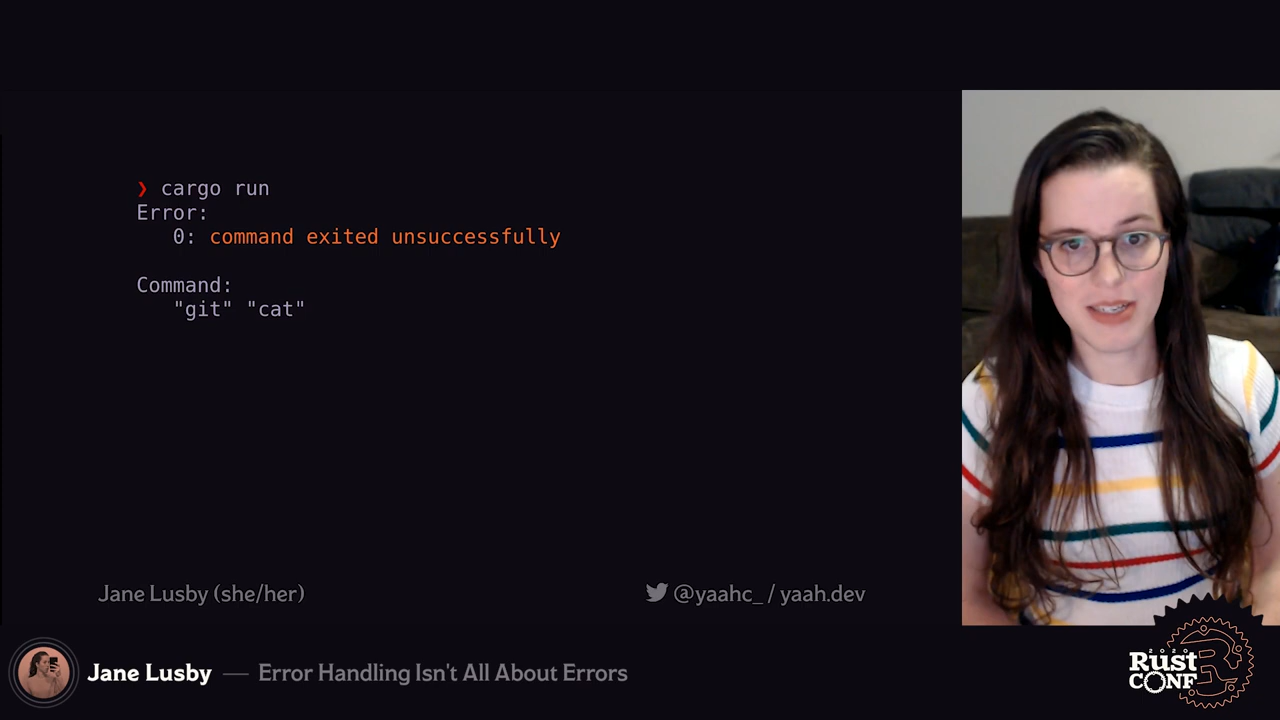 ❯ cargo run
Error:
0: command exited unsuccessfully
Command:
"git" "cat"
Jane Lusby (she/her)
@yaahc_ / yaah.dev
Jane Lusby — Error Handling Isn't All About Errors
2020
Rust
CONF
R